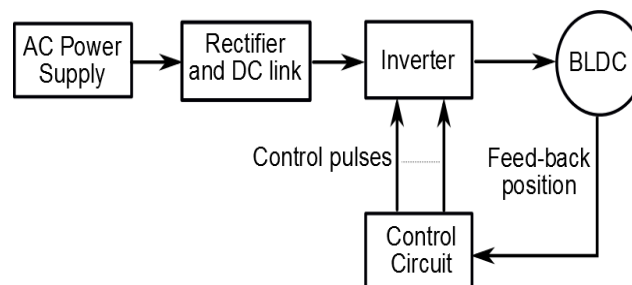 AC Power
Supply
Rectifier
and DC link
Inverter
BLDC
Control pulses
Feed-back
position
Control
Circuit